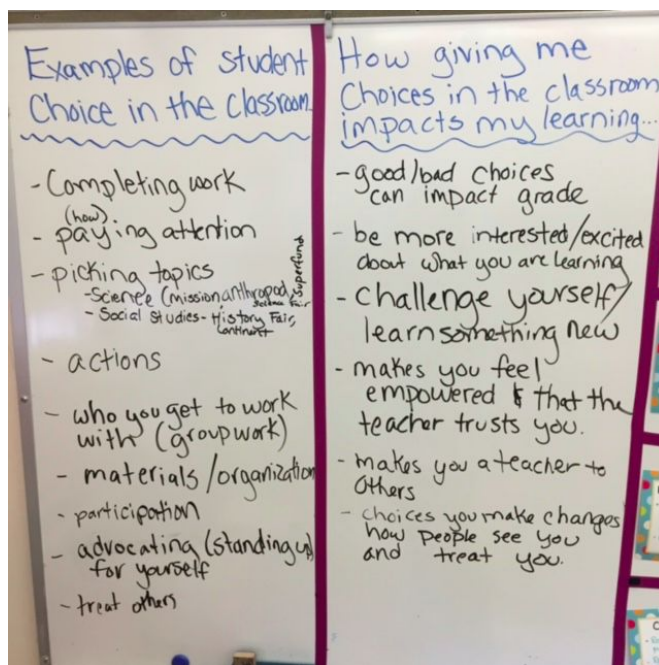 Examples of Student
Choice in the classroom
- Completing work
(how)
- paying attention
- picking topics
- Science (mission anthropod, Science Fair, Superfund
- Social Studies - History Fair,
Continent
- actions
- who you get to work
with (group work)
- materials/organization
- participation
- advocating (standing up)
for yourself
- treat others
How giving me
Choices in the classroom
impacts my learning...
- good/bad choices
can impact grade
- be more interested/excited
about what you are learning
- challenge yourself/
learn something new
- makes you feel
empowered & that the
teacher trusts you.
- makes you a teacher to
others
- choices you make changes
how people see you
and treat you.